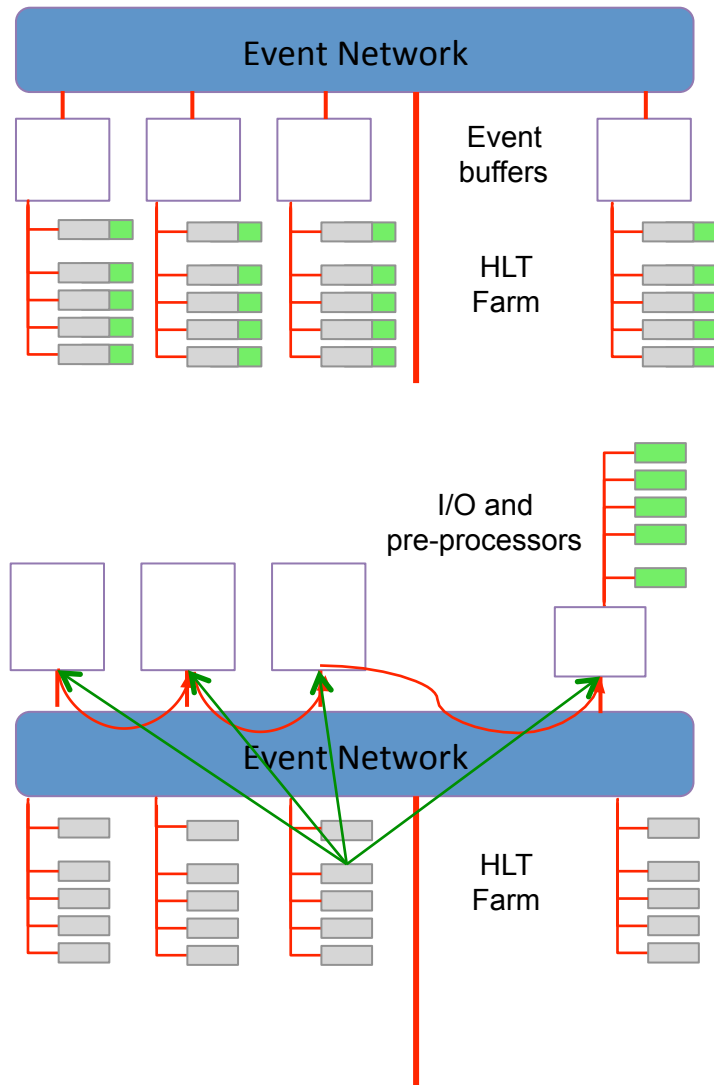 Event Network
Event
buffers
HLT
Farm
I/O and
pre-processors
Event Network
HLT
Farm